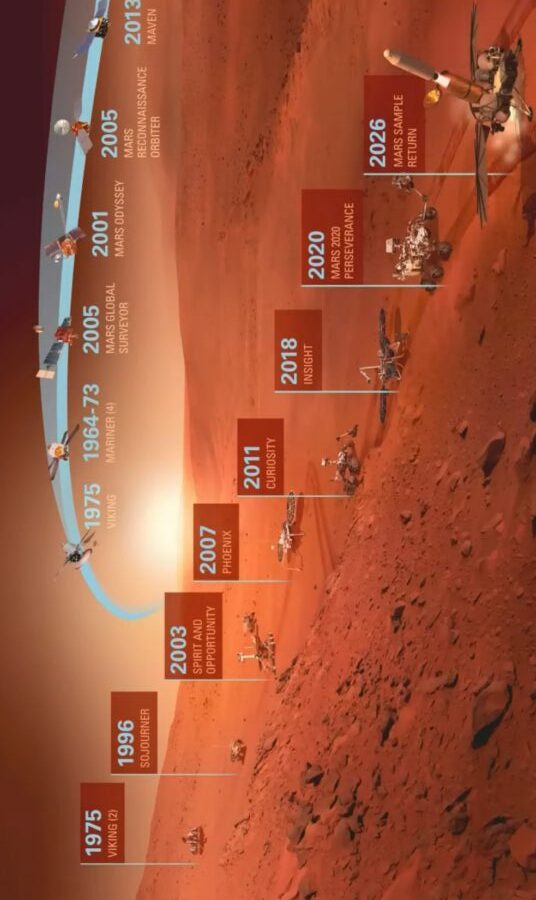 1975
VIKING
1964-73
MARINER (4)
2005
MARS GLOBAL
SURVEYOR
2001
MARS ODYSSEY
2005
MARS
RECONNAISSANCE
ORBITER
2013
MAVEN
1975
VIKING (2)
1996
SOJOURNER
2003
SPIRIT AND
OPPORTUNITY
2007
PHOENIX
2011
CURIOSITY
2018
INSIGHT
2020
MARS 2020
PERSEVERANCE
2026
MARS SAMPLE
RETURN